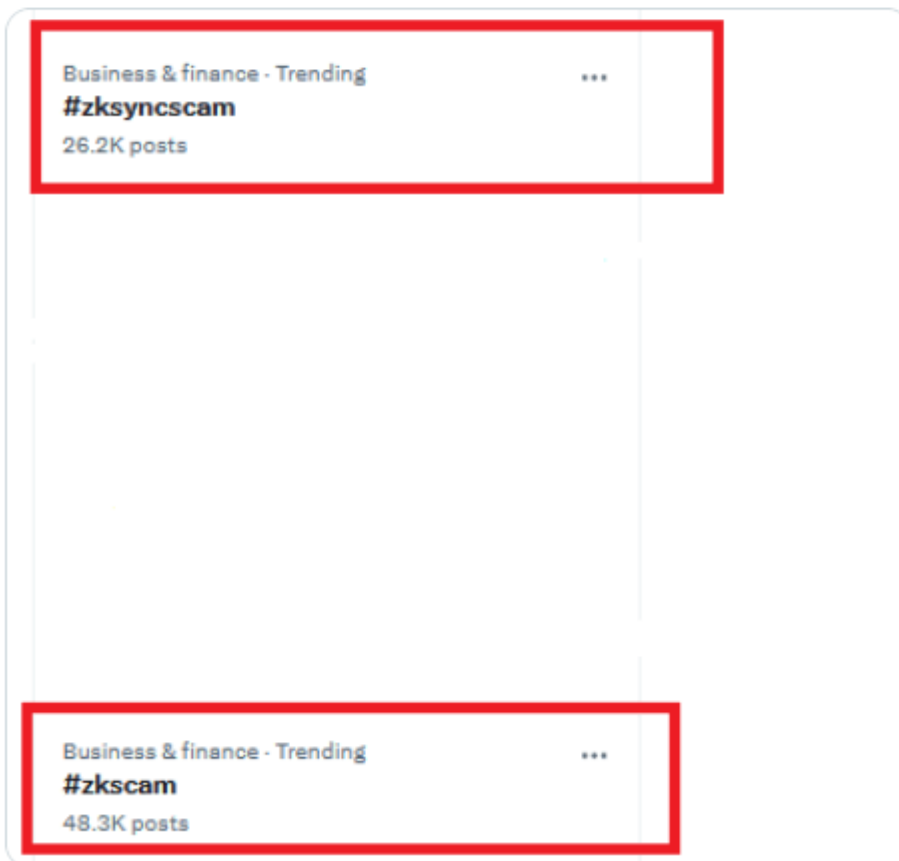 Business & finance · Trending
#zksyncscam
26.2K posts
Business & finance · Trending
#zkscam
48.3K posts